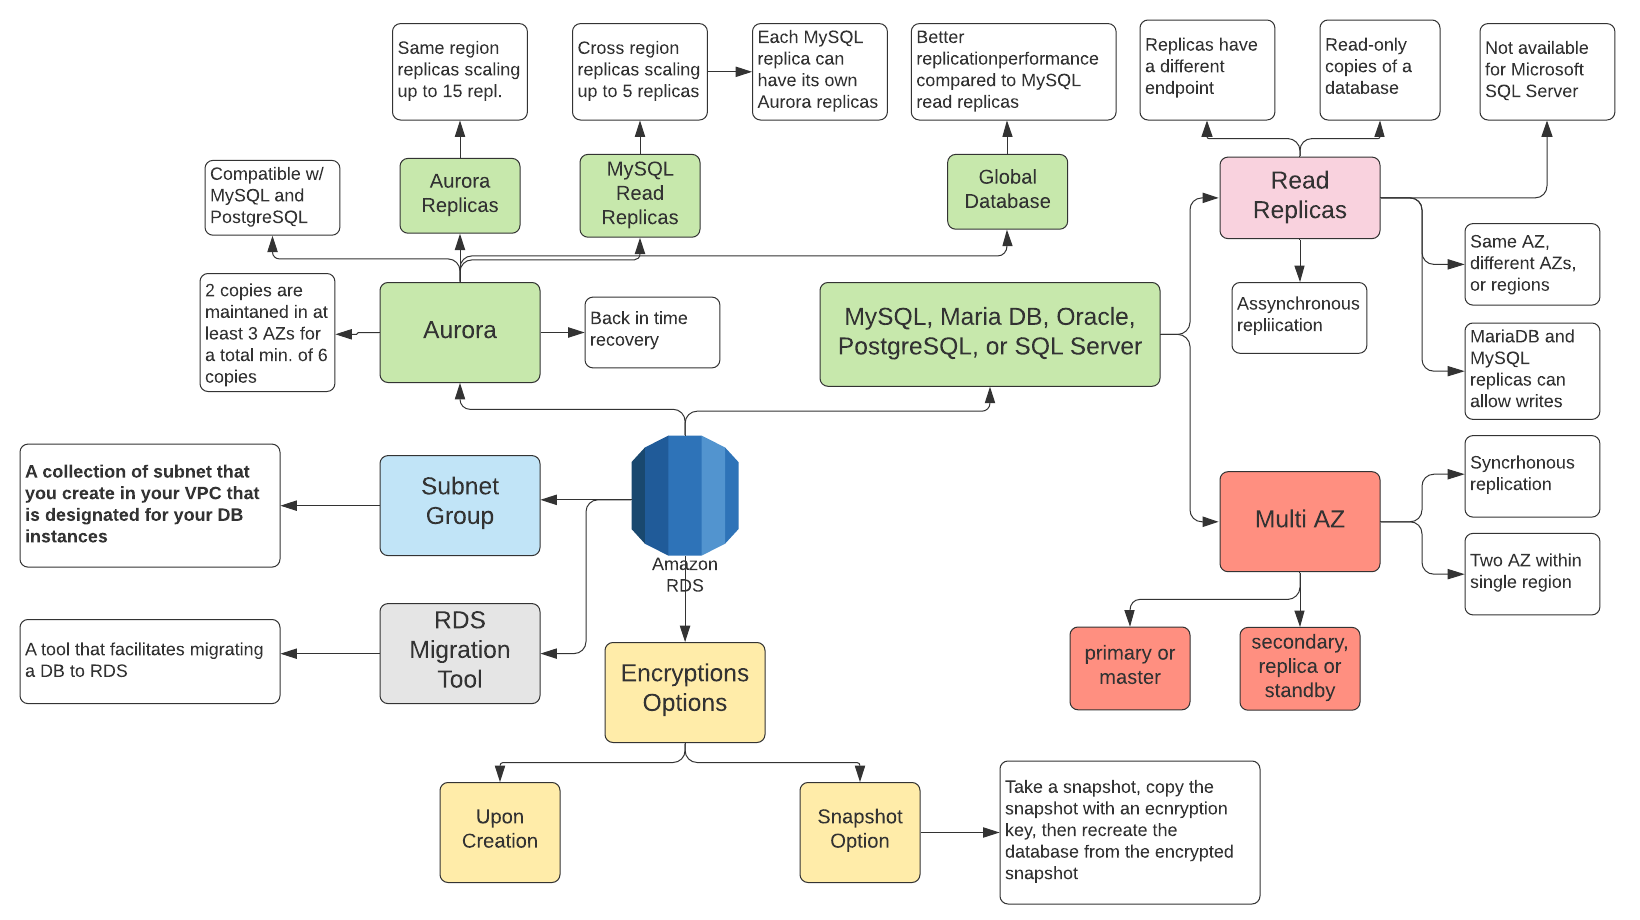 Same region
replicas scaling
up to 15 repl.
Cross region
replicas scaling
up to 5 replicas
Each MySQL
replica can
have its own
Aurora replicas
Better
replicationperformance
compared to MySQL
read replicas
Replicas have
a different
endpoint
Read-only
copies of a
database
Not available
for Microsoft
SQL Server
Compatible w/
MySQL and
PostgreSQL
Aurora
Replicas
MySQL
Read
Replicas
Global
Database
Read
Replicas
Same AZ,
different AZs,
or regions
2 copies are
maintaned in at
least 3 AZs for
a total min. of 6
copies
Aurora
Back in time
recovery
MySQL, Maria DB, Oracle,
PostgreSQL, or SQL Server
Assynchronous
repliication
MariaDB and
MySQL
replicas can
allow writes
A collection of subnet that
you create in your VPC that
is designated for your DB
instances
Subnet
Group
Amazon
RDS
Multi AZ
Syncrhonous
replication
Two AZ within
single region
A tool that facilitates migrating
a DB to RDS
RDS
Migration
Tool
Encryptions
Options
primary or
master
secondary,
replica or
standby
Upon
Creation
Snapshot
Option
Take a snapshot, copy the
snapshot with an ecnryption
key, then recreate the
database from the encrypted
snapshot